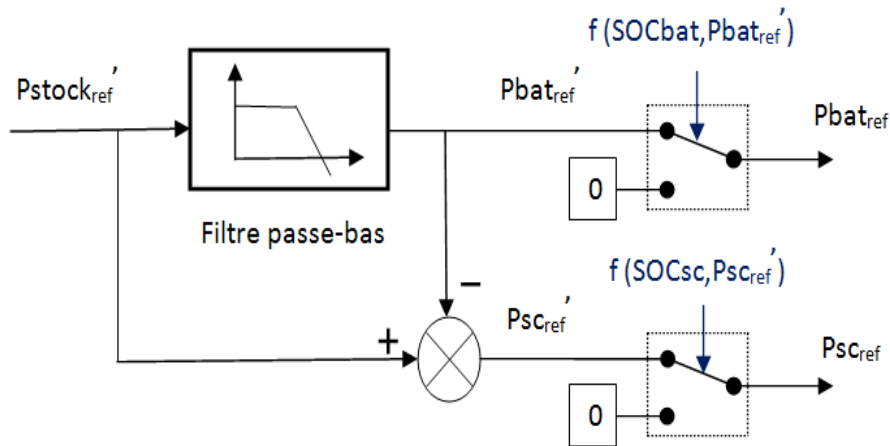 f (SOCbat,Pbatref')
Pstockref'
Pbatref'
Pbatref
0
Filtre passe-bas
f (SOCsc,Pscref')
−
Pscref'
+
Pscref
0